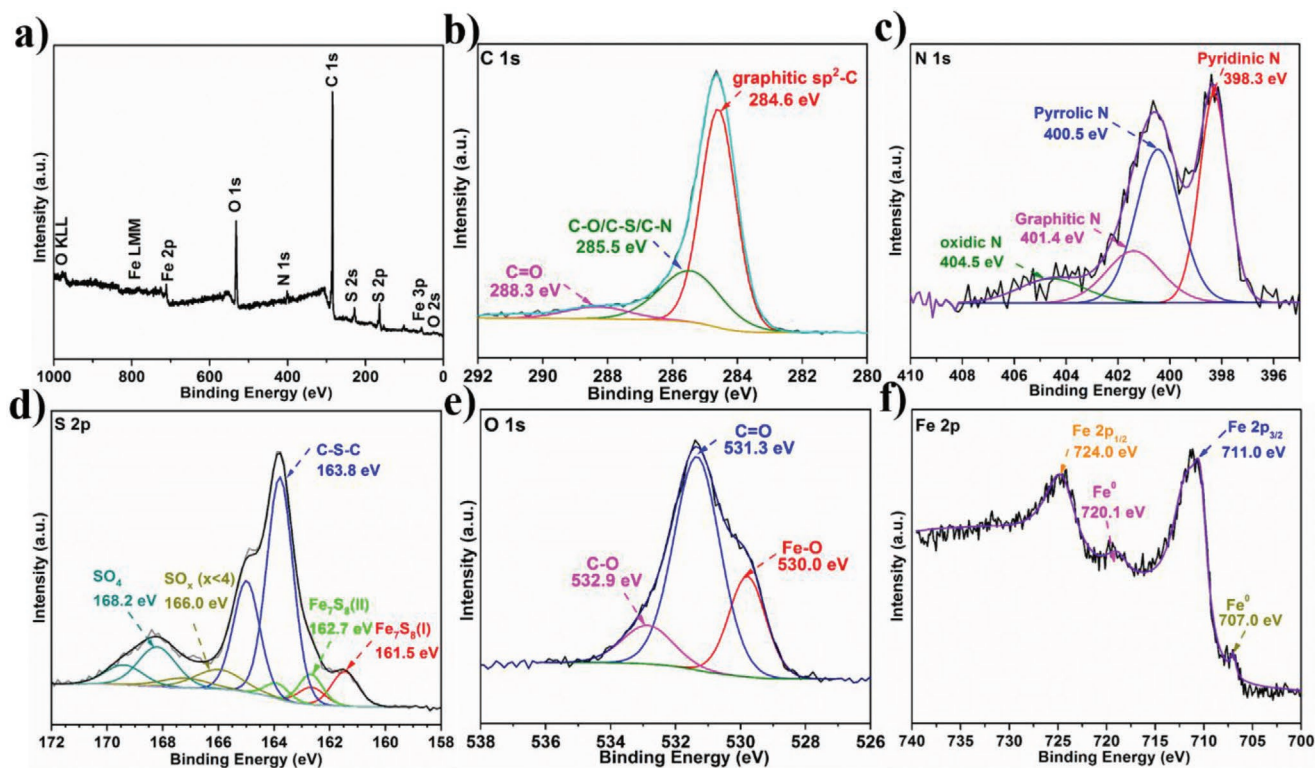 a)
O KLL
Fe LMM
Fe 2p
O 1s
N 1s
C 1s
S 2s
S 2p
Fe 3p
O 2s
Intensity (a.u.)
1000 800 600 400 200 0
Binding Energy (eV)
b)
C 1s
graphitic sp²-C
284.6 eV
C-O/C-S/C-N
285.5 eV
C=O
288.3 eV
Intensity (a.u.)
292 290 288 286 284 282 280
Binding Energy (eV)
c)
N 1s
Pyridinic N
398.3 eV
Pyrrolic N
400.5 eV
Graphitic N
401.4 eV
oxidic N
404.5 eV
Intensity (a.u.)
410 408 406 404 402 400 398 396
Binding Energy (eV)
d)
S 2p
C-S-C
163.8 eV
SO₄
168.2 eV
SOₓ (x<4)
166.0 eV
Fe₇S₈(II)
162.7 eV
Fe₇S₈(I)
161.5 eV
Intensity (a.u.)
172 170 168 166 164 162 160 158
Binding Energy (eV)
e)
O 1s
C=O
531.3 eV
C-O
532.9 eV
Fe-O
530.0 eV
Intensity (a.u.)
538 536 534 532 530 528 526
Binding Energy (eV)
f)
Fe 2p
Fe 2p₁/₂
724.0 eV
Fe 2p₃/₂
711.0 eV
Fe⁰
720.1 eV
Fe⁰
707.0 eV
Intensity (a.u.)
740 735 730 725 720 715 710 705 700
Binding Energy (eV)